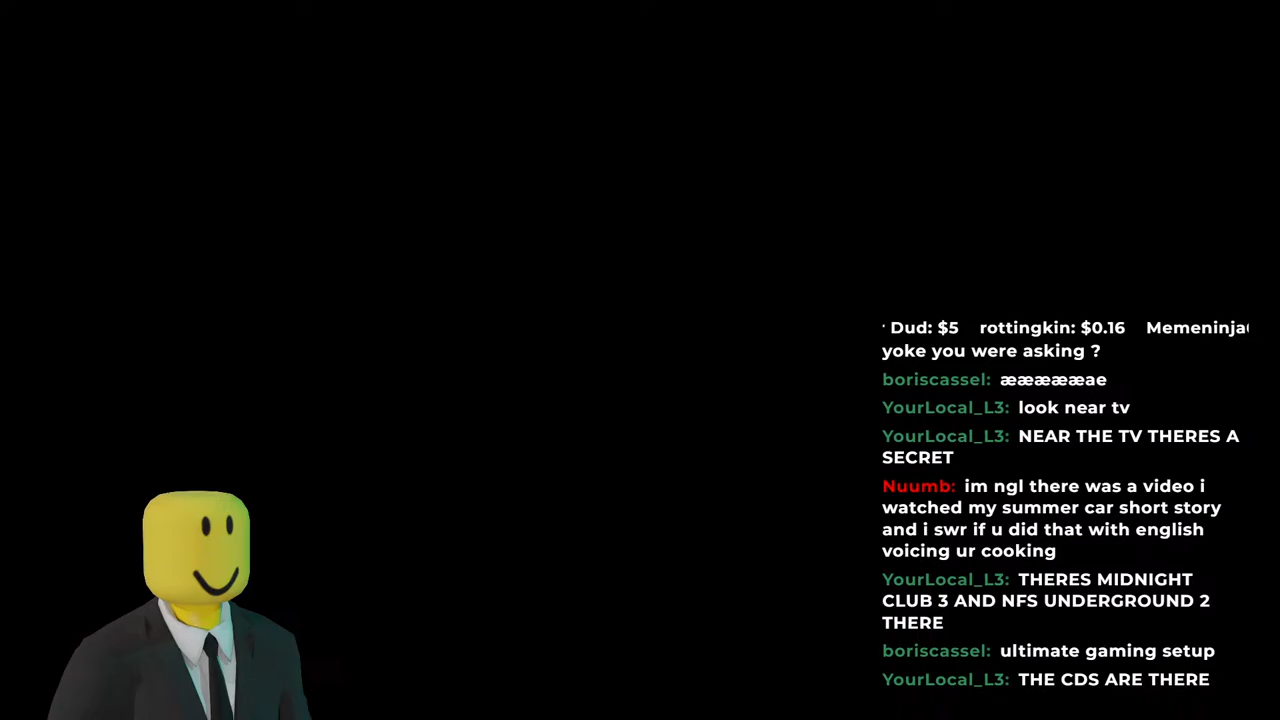 Dud: $5 rottingkin: $0.16 Memeninja
yoke you were asking ?
boriscassel: ææææææae
YourLocal_L3: look near tv
YourLocal_L3: NEAR THE TV THERES A
SECRET
Nuumb: im ngl there was a video i
watched my summer car short story
and i swr if u did that with english
voicing ur cooking
YourLocal_L3: THERES MIDNIGHT
CLUB 3 AND NFS UNDERGROUND 2
THERE
boriscassel: ultimate gaming setup
YourLocal_L3: THE CDS ARE THERE